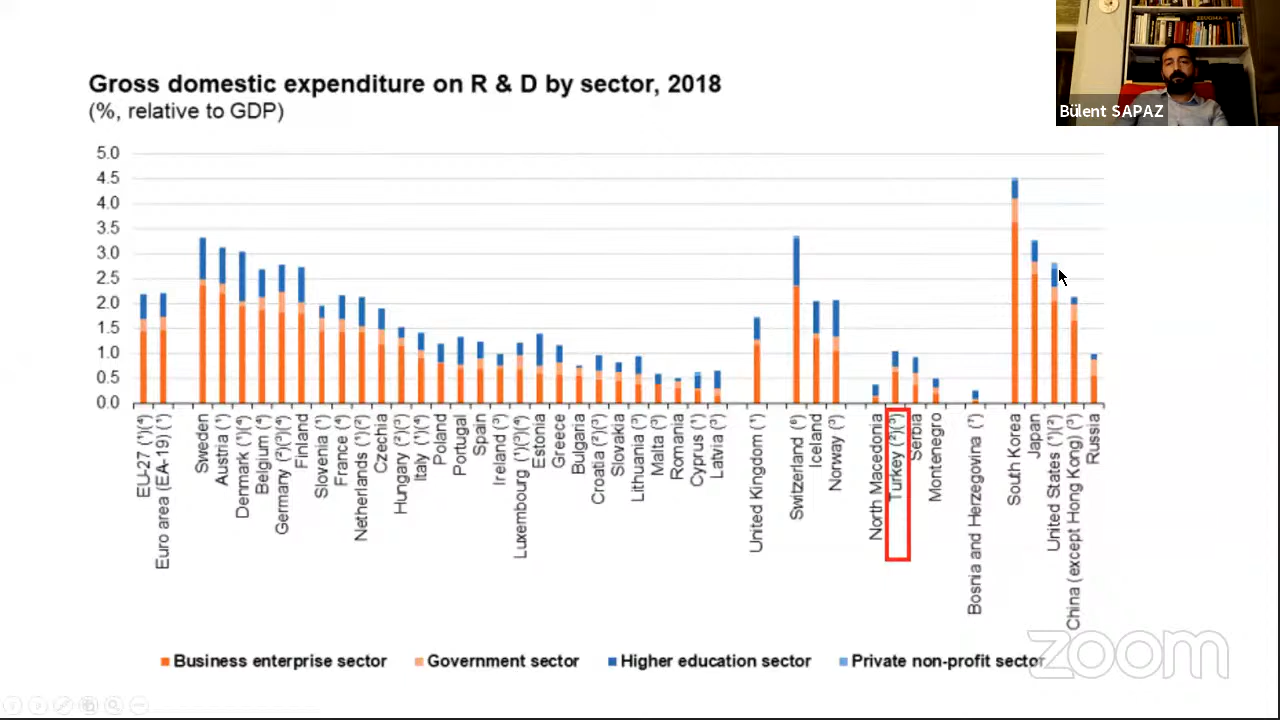 Gross domestic expenditure on R & D by sector, 2018
(%, relative to GDP)
ZEUGMA
Bülent SAPAZ
5.0
4.5
4.0
3.5
3.0
2.5
2.0
1.5
1.0
0.5
0.0
EU-27 (¹)(⁴)
Euro area (EA-19) (¹)
Sweden
Austria (¹)
Denmark (¹)(⁴)
Belgium (⁴)
Germany (²)(⁴)
Finland
Slovenia (¹)
France (⁴)
Netherlands (¹)(²)
Czechia
Hungary (²)(³)
Italy (¹)(⁴)
Poland
Portugal
Spain
Ireland (³)
Luxembourg (¹)(³)(⁴)
Estonia
Greece
Bulgaria
Croatia (²)(³)
Slovakia
Lithuania (³)
Malta (³)
Romania
Cyprus (¹)
Latvia (³)
United Kingdom (¹)
Switzerland (⁶)
Iceland
Norway (³)
North Macedonia
Turkey (²)(³)
Serbia
Montenegro
Bosnia and Herzegovina (⁷)
South Korea
Japan
United States (¹)(²)
China (except Hong Kong) (³)
Russia
Business enterprise sector
Government sector
Higher education sector
Private non-profit sector
zoom